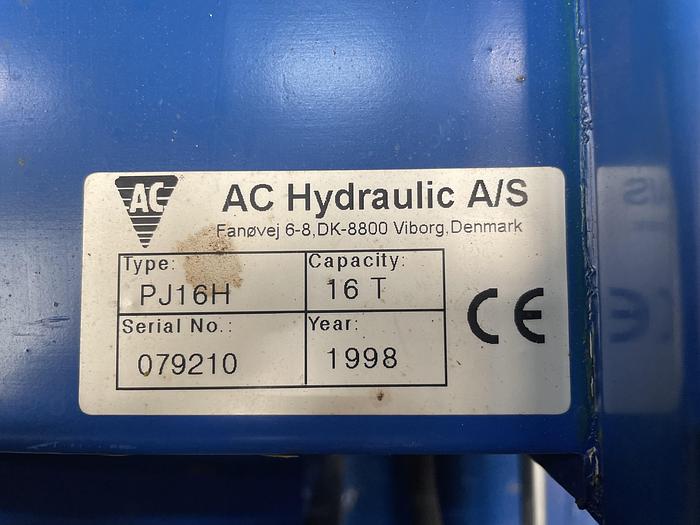 AC
AC Hydraulic A/S
Fanøvej 6-8,DK-8800 Viborg,Denmark
Type: Capacity:
PJ16H 16 T
Serial No.: Year:
079210 1998
CE